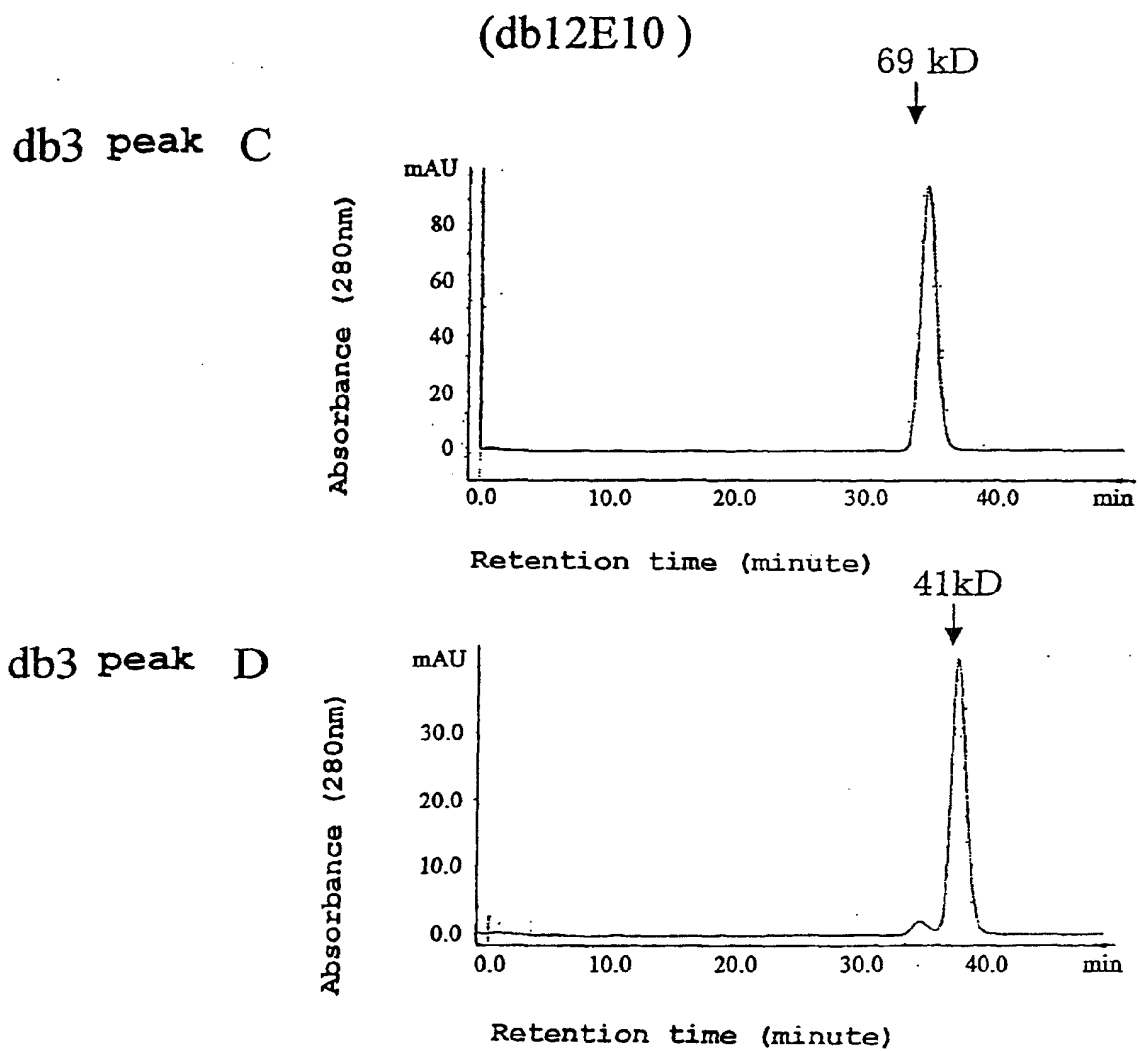 (db12E10 )
69 kD
db3 peak C
mAU
80
60
40
20
0
Absorbance (280nm)
0.0 10.0 20.0 30.0 40.0 min
Retention time (minute)
41kD
db3 peak D
mAU
30.0
20.0
10.0
0.0
Absorbance (280nm)
0.0 10.0 20.0 30.0 40.0 min
Retention time (minute)